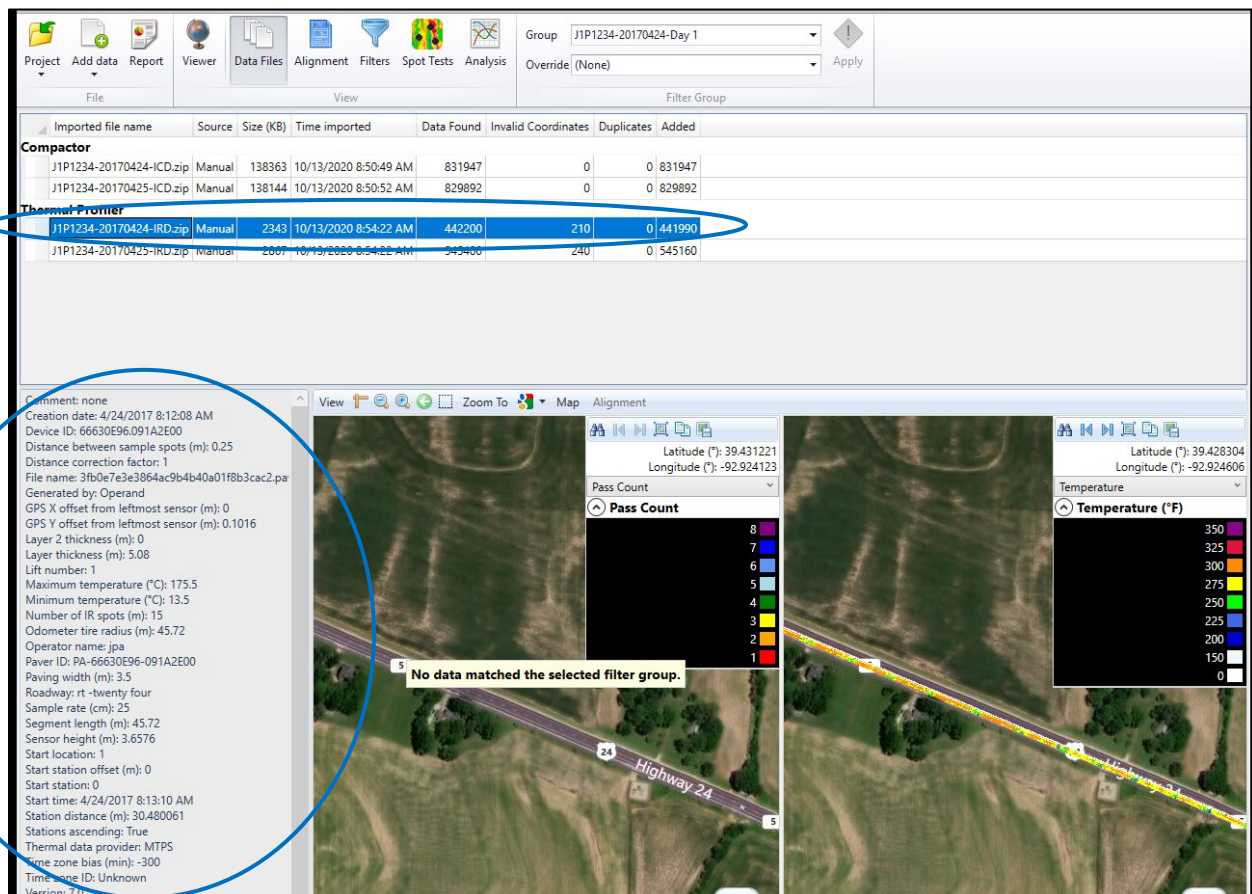 Project Add data Report Viewer Data Files Alignment Filters Spot Tests Analysis
Group J1P1234-20170424-Day 1
Override (None)
Apply
File View Filter Group
Imported file name Source Size (KB) Time imported Data Found Invalid Coordinates Duplicates Added
Compactor
J1P1234-20170424-ICD.zip Manual 138363 10/13/2020 8:50:49 AM 831947 0 0 831947
J1P1234-20170425-ICD.zip Manual 138144 10/13/2020 8:50:52 AM 829892 0 0 829892
Thermal Profiler
J1P1234-20170424-IRD.zip Manual 2343 10/13/2020 8:54:22 AM 442200 210 0 441990
J1P1234-20170425-IRD.zip Manual 2867 10/13/2020 8:54:22 AM 545400 240 0 545160
Comment: none
Creation date: 4/24/2017 8:12:08 AM
Device ID: 66630E96.091A2E00
Distance between sample spots (m): 0.25
Distance correction factor: 1
File name: 3fb0e7e3e3864ac9b4b40a01f8b3cac2.pa
Generated by: Operand
GPS X offset from leftmost sensor (m): 0
GPS Y offset from leftmost sensor (m): 0.1016
Layer 2 thickness (m): 0
Layer thickness (m): 5.08
Lift number: 1
Maximum temperature (°C): 175.5
Minimum temperature (°C): 13.5
Number of IR spots (m): 15
Odometer tire radius (m): 45.72
Operator name: jpa
Paver ID: PA-66630E96-091A2E00
Paving width (m): 3.5
Roadway: rt -twenty four
Sample rate (cm): 25
Segment length (m): 45.72
Sensor height (m): 3.6576
Start location: 1
Start station offset (m): 0
Start station: 0
Start time: 4/24/2017 8:13:10 AM
Station distance (m): 30.480061
Stations ascending: True
Thermal data provider: MTPS
Time zone bias (min): -300
Time zone ID: Unknown
Version: 7.0
View Zoom To Map Alignment
Latitude (°): 39.431221
Longitude (°): -92.924123
Pass Count
Pass Count
8
7
6
5
4
3
2
1
5
No data matched the selected filter group.
24
Highway 24
5
Latitude (°): 39.428304
Longitude (°): -92.924606
Temperature
Temperature (°F)
350
325
300
275
250
225
200
150
0
Highway 24